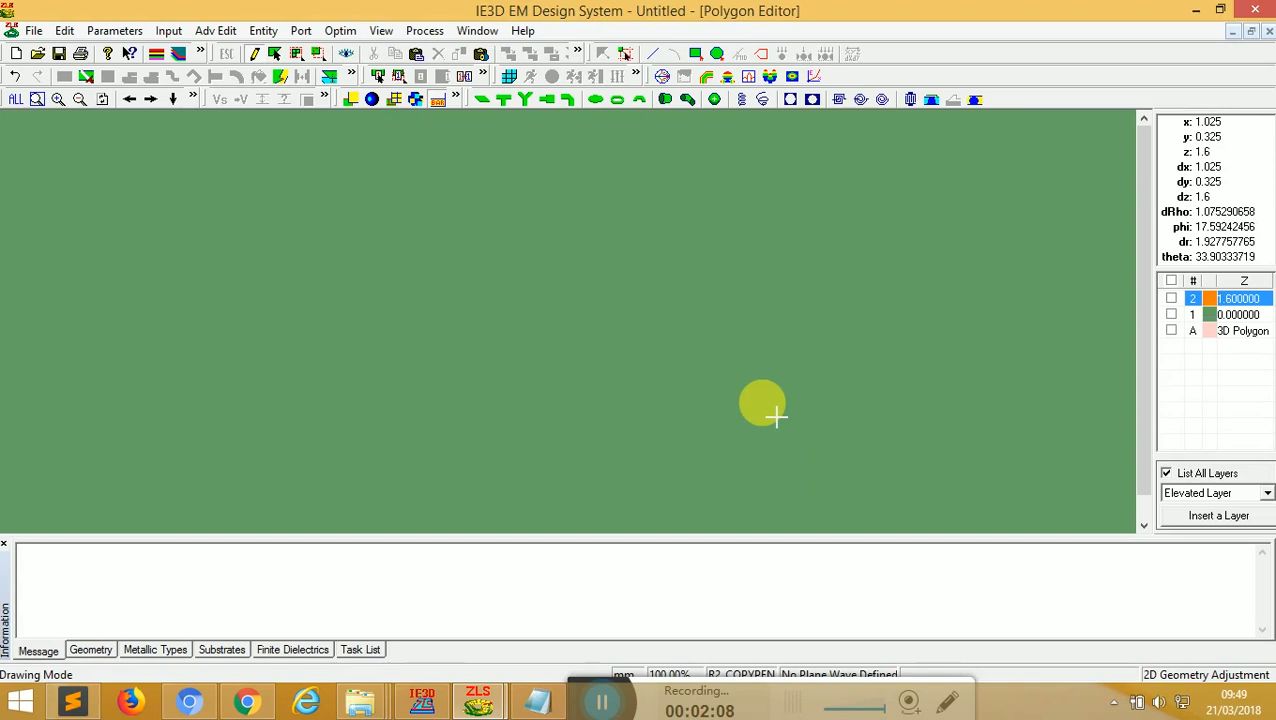 IE3D EM Design System - Untitled - [Polygon Editor]
File Edit Parameters Input Adv Edit Entity Port Optim View Process Window Help
ESC
ALL Vs
x: 1.025
y: 0.325
z: 1.6
dx: 1.025
dy: 0.325
dz: 1.6
dRho: 1.075290658
phi: 17.59242456
dr: 1.927757765
theta: 33.90333719
# Z
2 1.600000
1 0.000000
A 3D Polygon
List All Layers
Elevated Layer
Insert a Layer
Information
Message Geometry Metallic Types Substrates Finite Dielectrics Task List
Drawing Mode mm 100.00% R2_COPYPEN No Plane Wave Defined 2D Geometry Adjustment
IE3D ZLS Recording...
00:02:08
09:49
21/03/2018